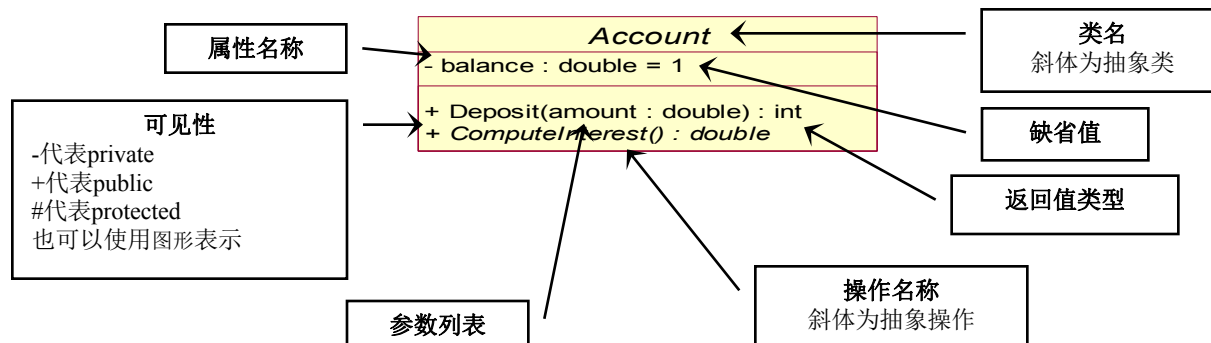 属性名称
Account
- balance : double = 1
+ Deposit(amount : double) : int
+ ComputeInterest() : double
类名
斜体为抽象类
可见性
-代表private
+代表public
#代表protected
也可以使用图形表示
缺省值
返回值类型
参数列表
操作名称
斜体为抽象操作